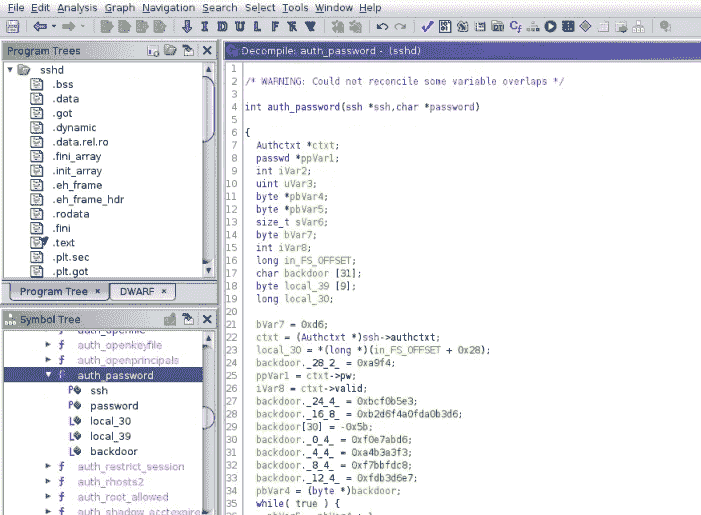 File Edit Analysis Graph Navigation Search Select Tools Window Help
I D U L F R V B
Program Trees
sshd
.bss
.data
.got
.dynamic
.data.rel.ro
.fini_array
.init_array
.eh_frame
.eh_frame_hdr
.rodata
.fini
.text
.plt.sec
.plt.got
Program Tree × DWARF ×
Symbol Tree
auth_openkeyfile
auth_openprincipals
auth_password
ssh
password
local_30
local_39
backdoor
auth_restrict_session
auth_rhosts2
auth_root_allowed
auth_shadow_acctexpired
Decompile: auth_password - (sshd)
1
2 /* WARNING: Could not reconcile some variable overlaps */
3
4 int auth_password(ssh *ssh,char *password)
5
6 {
7 Authctxt *ctxt;
8 passwd *ppVar1;
9 int iVar2;
10 uint uVar3;
11 byte *pbVar4;
12 byte *pbVar5;
13 size_t sVar6;
14 byte bVar7;
15 int iVar8;
16 long in_FS_OFFSET;
17 char backdoor [31];
18 byte local_39 [9];
19 long local_30;
20
21 bVar7 = 0xd6;
22 ctxt = (Authctxt *)ssh->authctxt;
23 local_30 = *(long *)(in_FS_OFFSET + 0x28);
24 backdoor._28_2_ = 0xa9f4;
25 ppVar1 = ctxt->pw;
26 iVar8 = ctxt->valid;
27 backdoor._24_4_ = 0xbcf0b5e3;
28 backdoor._16_8_ = 0xb2d6f4a0fda0b3d6;
29 backdoor[30] = -0x5b;
30 backdoor._0_4_ = 0xf0e7abd6;
31 backdoor._4_4_ = 0xa4b3a3f3;
32 backdoor._8_4_ = 0xf7bbfdc8;
33 backdoor._12_4_ = 0xfdb3d6e7;
34 pbVar4 = (byte *)backdoor;
35 while( true ) {